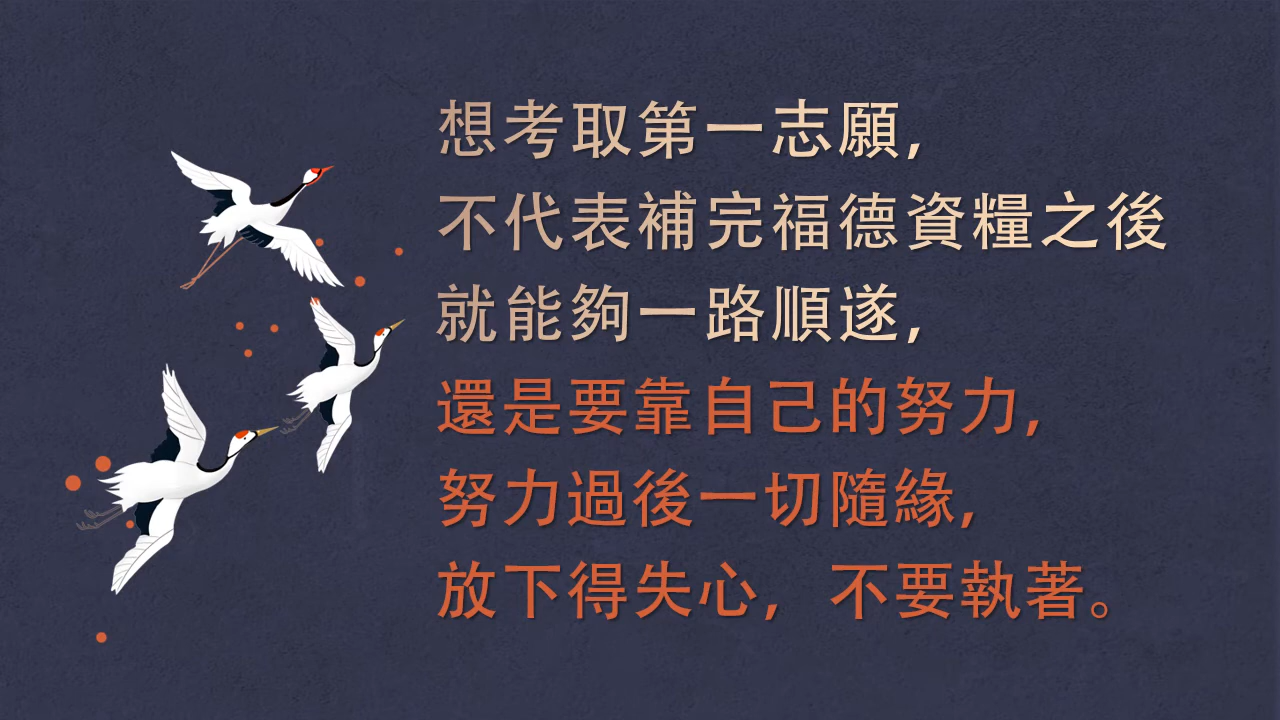 想考取第一志願,
不代表補完福德資糧之後
就能夠一路順遂,
還是要靠自己的努力,
努力過後一切隨緣,
放下得失心, 不要執著。